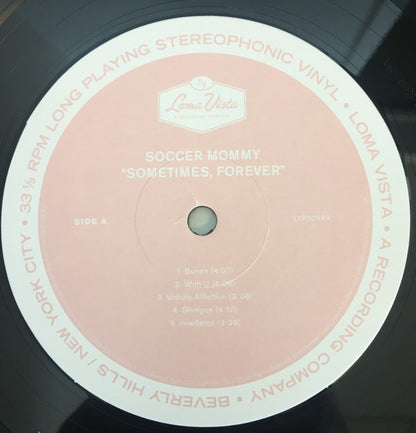 33 ⅓ RPM LONG PLAYING STEREOPHONIC VINYL • LOMA VISTA • A RECORDING COMPANY • BEVERLY HILLS / NEW YORK CITY •
Loma Vista
A RECORDING COMPANY
SOCCER MOMMY
"SOMETIMES, FOREVER"
SIDE A
1. Bones (4:07)
2. With U (4:09)
3. Unholy Affliction (3:08)
4. Shotgun (4:10)
5. newdemo (3:29)